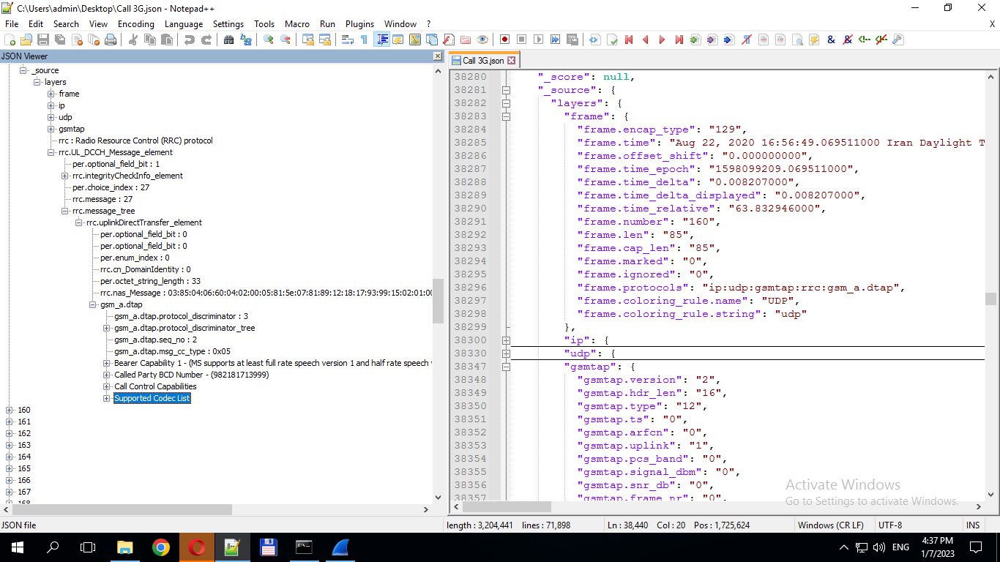 C:\Users\admin\Desktop\Call 3G.json - Notepad++
File Edit Search View Encoding Language Settings Tools Macro Run Plugins Window ? X
JSON Viewer
_source
layers
frame
ip
udp
gsmtap
rrc : Radio Resource Control (RRC) protocol
rrc.UL_DCCH_Message_element
per.optional_field_bit : 1
rrc.integrityCheckInfo_element
per.choice_index : 27
rrc.message : 27
rrc.message_tree
rrc.uplinkDirectTransfer_element
per.optional_field_bit : 0
per.optional_field_bit : 0
per.enum_index : 0
rrc.cn_DomainIdentity : 0
per.octet_string_length : 33
rrc.nas_Message : 03:85:04:06:60:04:02:00:05:81:5e:07:81:89:12:18:17:93:99:15:02:01:00
gsm_a.dtap
gsm_a.dtap.protocol_discriminator : 3
gsm_a.dtap.protocol_discriminator_tree
gsm_a.dtap.seq_no : 2
gsm_a.dtap.msg_cc_type : 0x05
Bearer Capability 1 - (MS supports at least full rate speech version 1 and half rate speech v
Called Party BCD Number - (982181713999)
Call Control Capabilities
Supported Codec List
160
161
162
163
164
165
166
167
168
Call 3G.json
38280 "_score": null,
38281 "_source": {
38282 "layers": {
38283 "frame": {
38284 "frame.encap_type": "129",
38285 "frame.time": "Aug 22, 2020 16:56:49.069511000 Iran Daylight T
38286 "frame.offset_shift": "0.000000000",
38287 "frame.time_epoch": "1598099209.069511000",
38288 "frame.time_delta": "0.008207000",
38289 "frame.time_delta_displayed": "0.008207000",
38290 "frame.time_relative": "63.832946000",
38291 "frame.number": "160",
38292 "frame.len": "85",
38293 "frame.cap_len": "85",
38294 "frame.marked": "0",
38295 "frame.ignored": "0",
38296 "frame.protocols": "ip:udp:gsmtap:rrc:gsm_a.dtap",
38297 "frame.coloring_rule.name": "UDP",
38298 "frame.coloring_rule.string": "udp"
38299 },
38300 "ip": {
38330 "udp": {
38347 "gsmtap": {
38348 "gsmtap.version": "2",
38349 "gsmtap.hdr_len": "16",
38350 "gsmtap.type": "12",
38351 "gsmtap.ts": "0",
38352 "gsmtap.arfcn": "0",
38353 "gsmtap.uplink": "1",
38354 "gsmtap.pcs_band": "0",
38355 "gsmtap.signal_dbm": "0",
38356 "gsmtap.snr_db": "0",
38357 "gsmtap.frame_nr": "0",
Activate Windows
Go to Settings to activate Windows.
JSON file length : 3,204,441 lines : 71,898 Ln : 38,440 Col : 20 Pos : 1,725,624 Windows (CR LF) UTF-8 INS
ENG
4:37 PM
1/7/2023